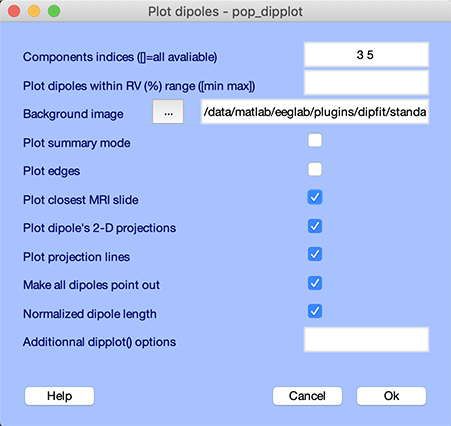 Plot dipoles - pop_dipplot
Components indices ([]=all avaliable) 3 5
Plot dipoles within RV (%) range ([min max])
Background image ... /data/matlab/eeglab/plugins/dipfit/standa
Plot summary mode
Plot edges
Plot closest MRI slide
Plot dipole's 2-D projections
Plot projection lines
Make all dipoles point out
Normalized dipole length
Additionnal dipplot() options
Help Cancel Ok